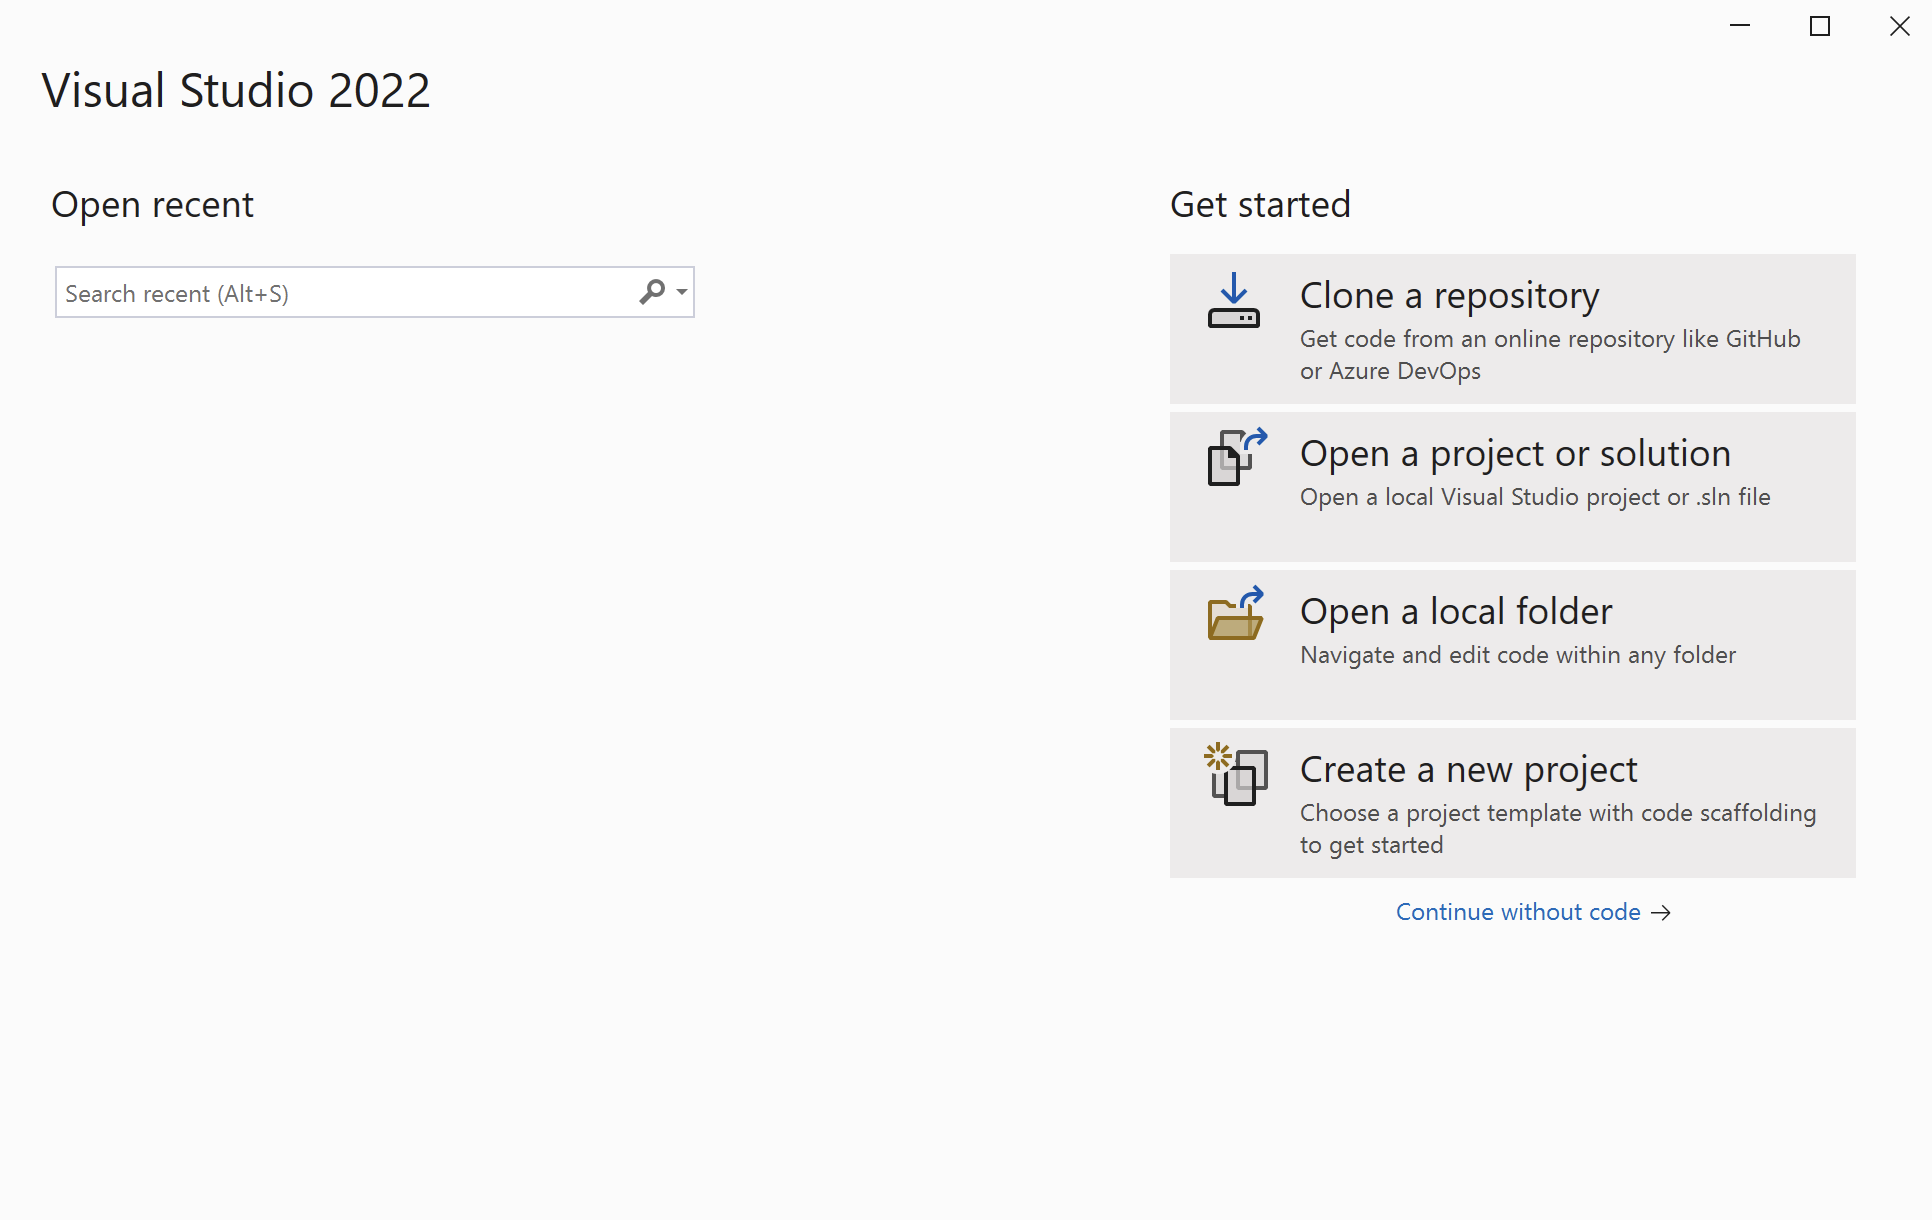 Visual Studio 2022
Open recent
Search recent (Alt+S)
Get started
Clone a repository
Get code from an online repository like GitHub
or Azure DevOps
Open a project or solution
Open a local Visual Studio project or .sln file
Open a local folder
Navigate and edit code within any folder
Create a new project
Choose a project template with code scaffolding
to get started
Continue without code →